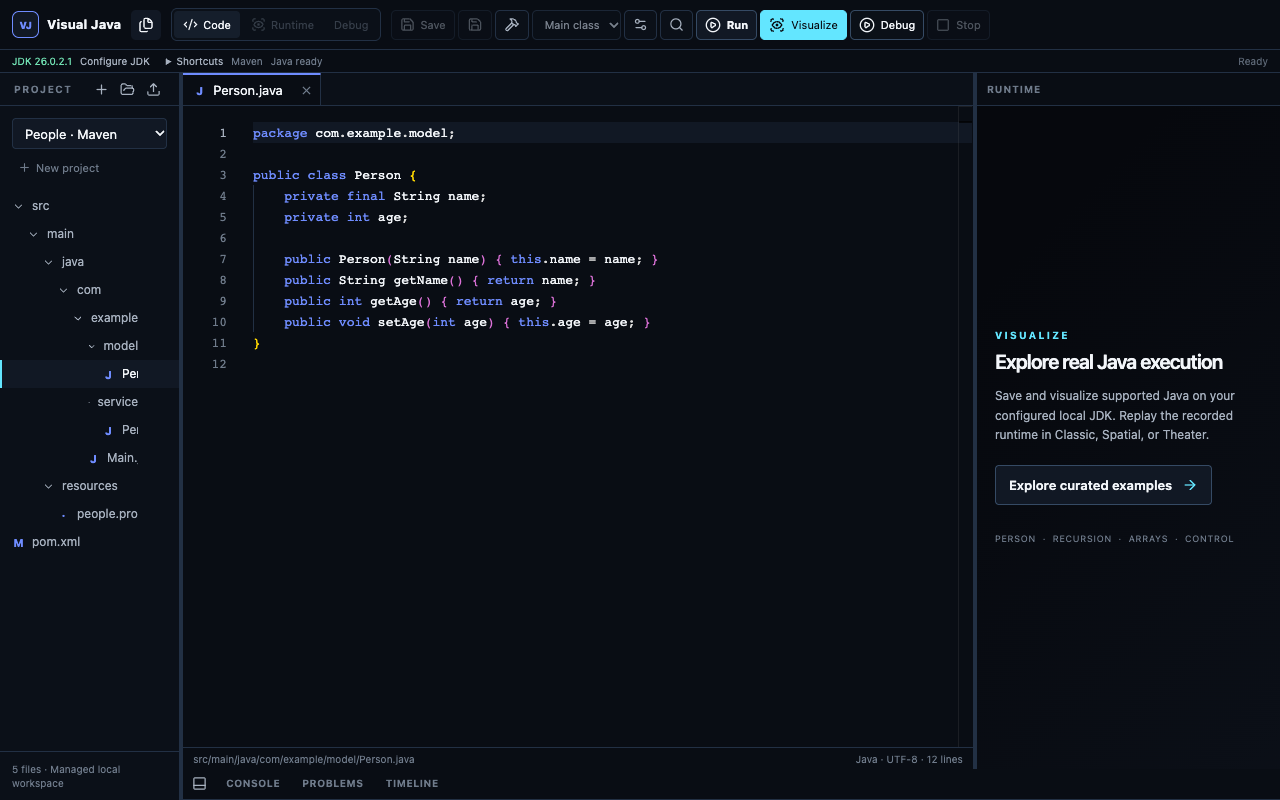 VJ Visual Java Code Runtime Debug Save Main class Run Visualize Debug Stop
JDK 26.0.2.1 Configure JDK Shortcuts Maven Java ready Ready
PROJECT
People · Maven
New project
src
main
java
com
example
model
J Per
service
J Per
J Main.
resources
people.pro
M pom.xml
5 files · Managed local
workspace
J Person.java
1 package com.example.model;
2
3 public class Person {
4 private final String name;
5 private int age;
6
7 public Person(String name) { this.name = name; }
8 public String getName() { return name; }
9 public int getAge() { return age; }
10 public void setAge(int age) { this.age = age; }
11 }
12
src/main/java/com/example/model/Person.java Java · UTF-8 · 12 lines
CONSOLE PROBLEMS TIMELINE
RUNTIME
VISUALIZE
Explore real Java execution
Save and visualize supported Java on your
configured local JDK. Replay the recorded
runtime in Classic, Spatial, or Theater.
Explore curated examples →
PERSON · RECURSION · ARRAYS · CONTROL